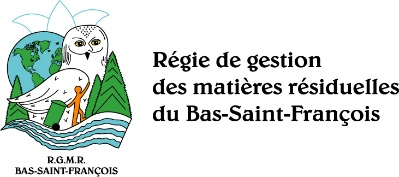 Régie de gestion
des matières résiduelles
du Bas-Saint-François
R.G.M.R.
BAS-SAINT-FRANÇOIS